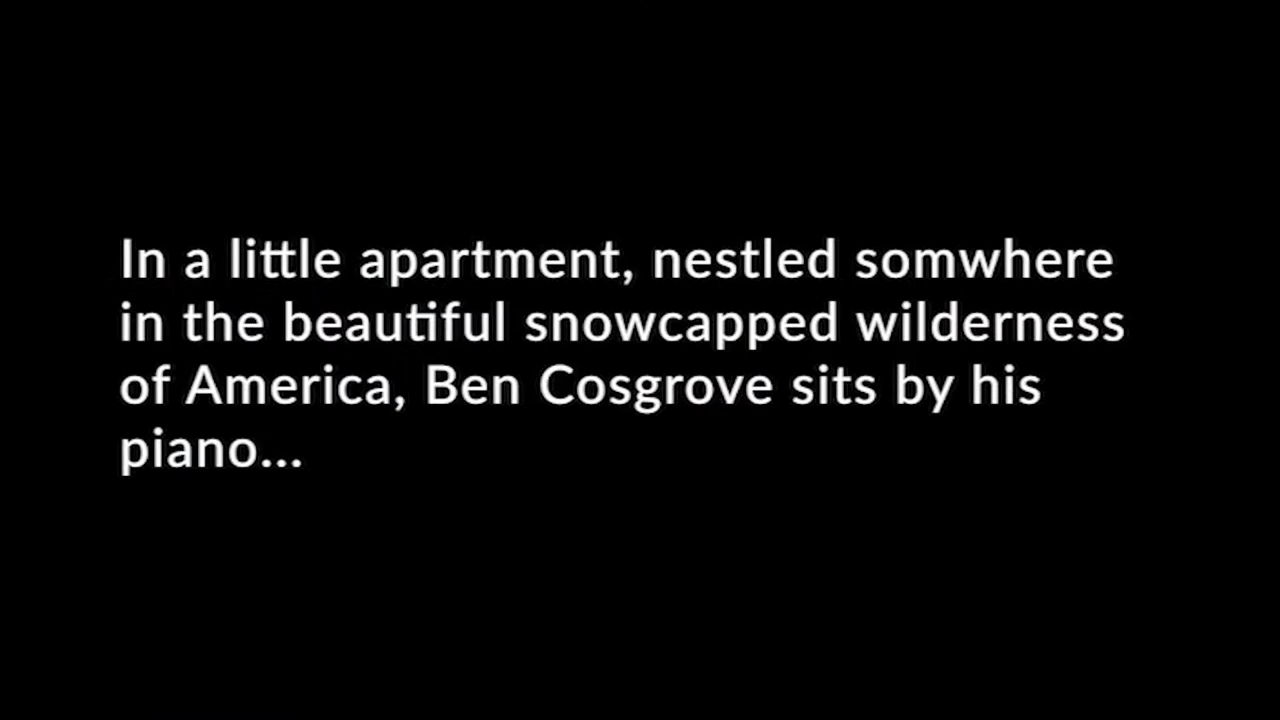 In a little apartment, nestled somwhere
in the beautiful snowcapped wilderness
of America, Ben Cosgrove sits by his
piano...